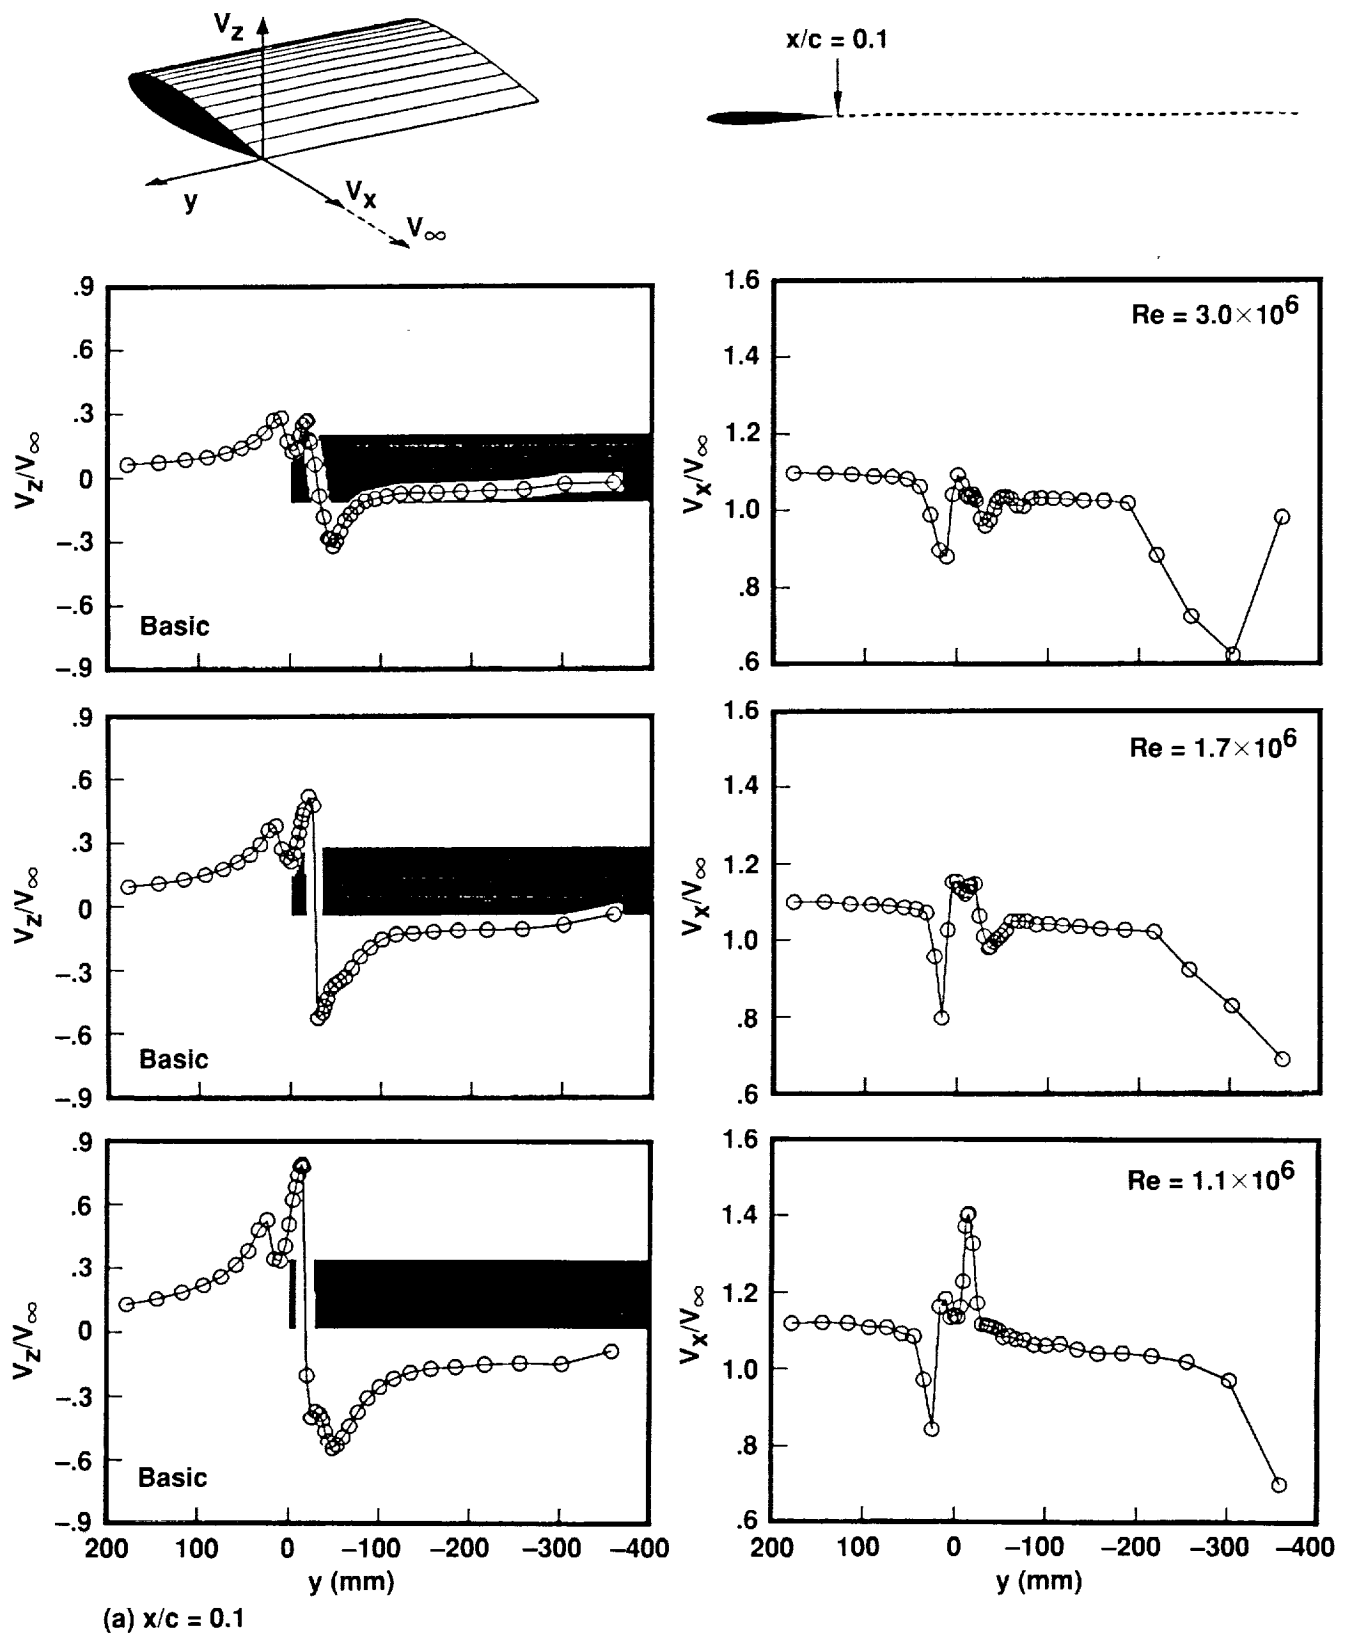 V_z
y
V_x
V_∞
x/c = 0.1
.9
.6
.3
0
–.3
–.6
–.9
V_z/V_∞
Basic
1.6
1.4
1.2
1.0
.8
.6
V_x/V_∞
Re = 3.0×10^6
.9
.6
.3
0
–.3
–.6
–.9
V_z/V_∞
Basic
1.6
1.4
1.2
1.0
.8
.6
V_x/V_∞
Re = 1.7×10^6
.9
.6
.3
0
–.3
–.6
–.9
V_z/V_∞
Basic
200 100 0 –100 –200 –300 –400
y (mm)
1.6
1.4
1.2
1.0
.8
.6
V_x/V_∞
Re = 1.1×10^6
200 100 0 –100 –200 –300 –400
y (mm)
(a) x/c = 0.1